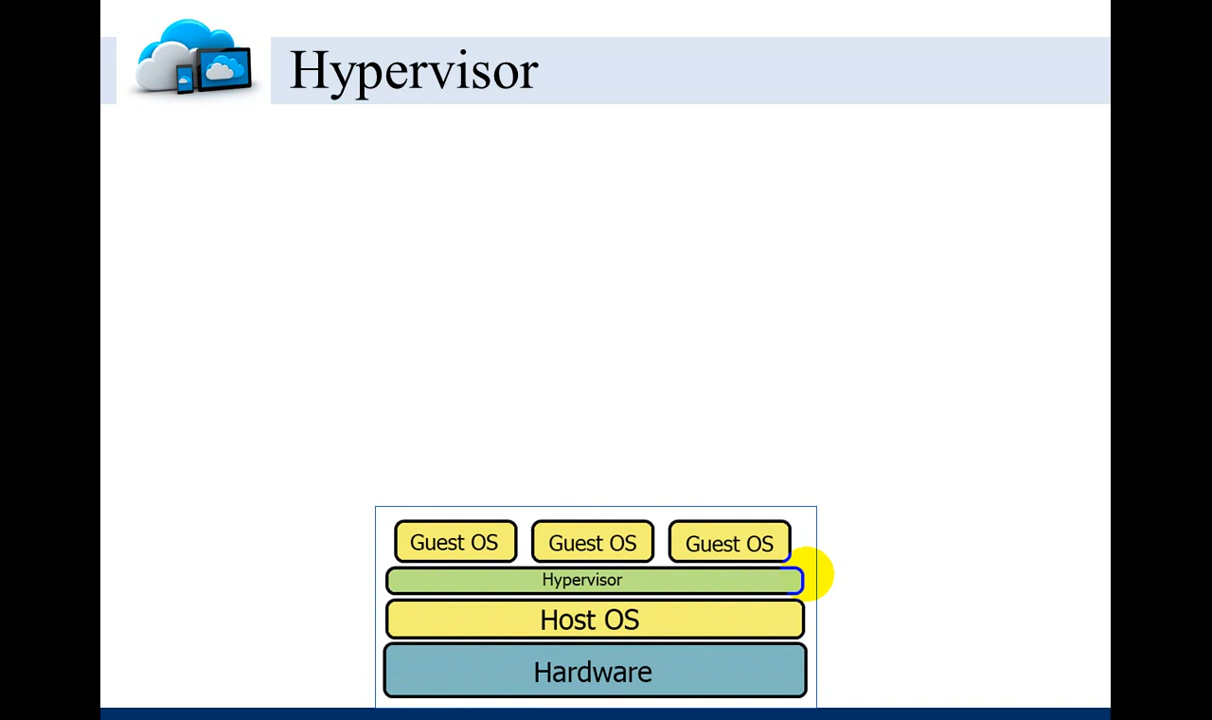 Hypervisor
Guest OS Guest OS Guest OS
Hypervisor
Host OS
Hardware